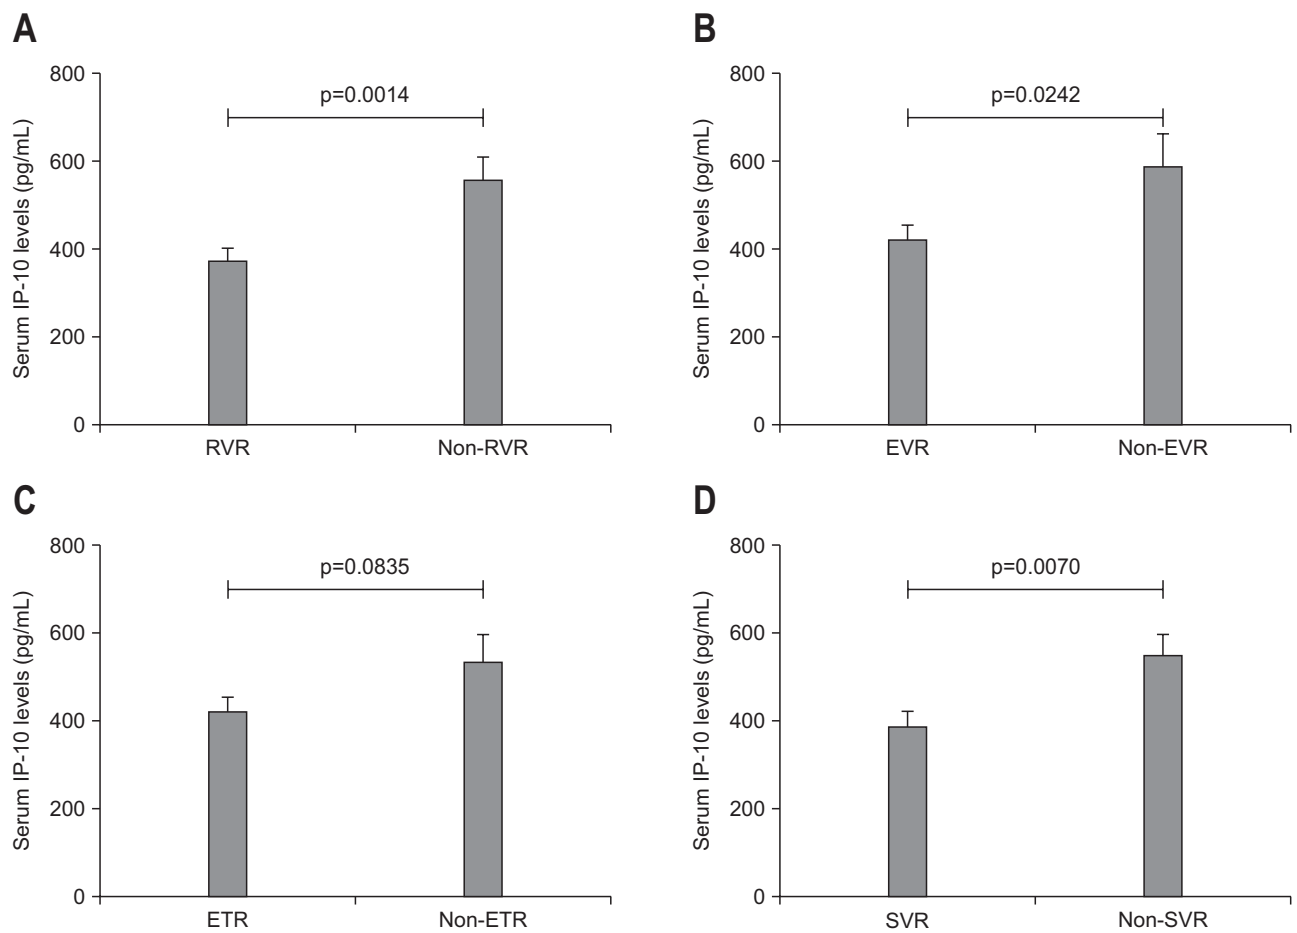 A
Serum IP-10 levels (pg/mL)
800
600
400
200
0
p=0.0014
RVR Non-RVR
B
Serum IP-10 levels (pg/mL)
800
600
400
200
0
p=0.0242
EVR Non-EVR
C
Serum IP-10 levels (pg/mL)
800
600
400
200
0
p=0.0835
ETR Non-ETR
D
Serum IP-10 levels (pg/mL)
800
600
400
200
0
p=0.0070
SVR Non-SVR